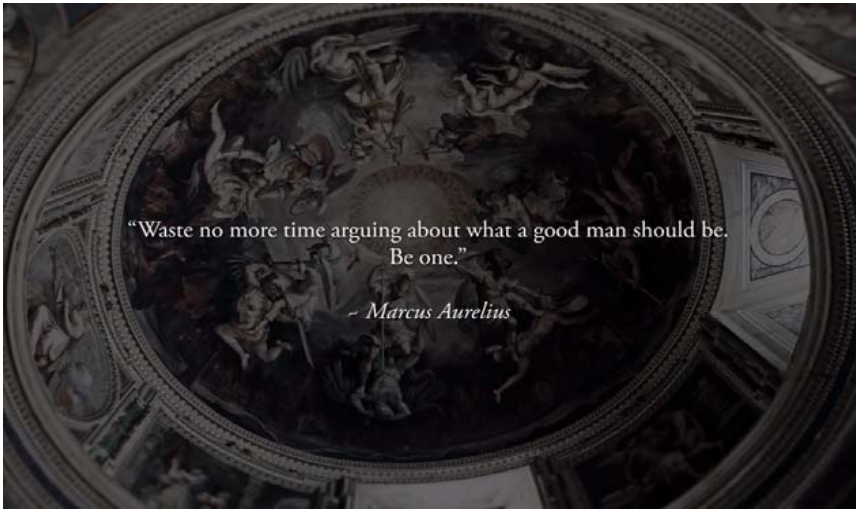 “Waste no more time arguing about what a good man should be.
Be one.”
~ Marcus Aurelius